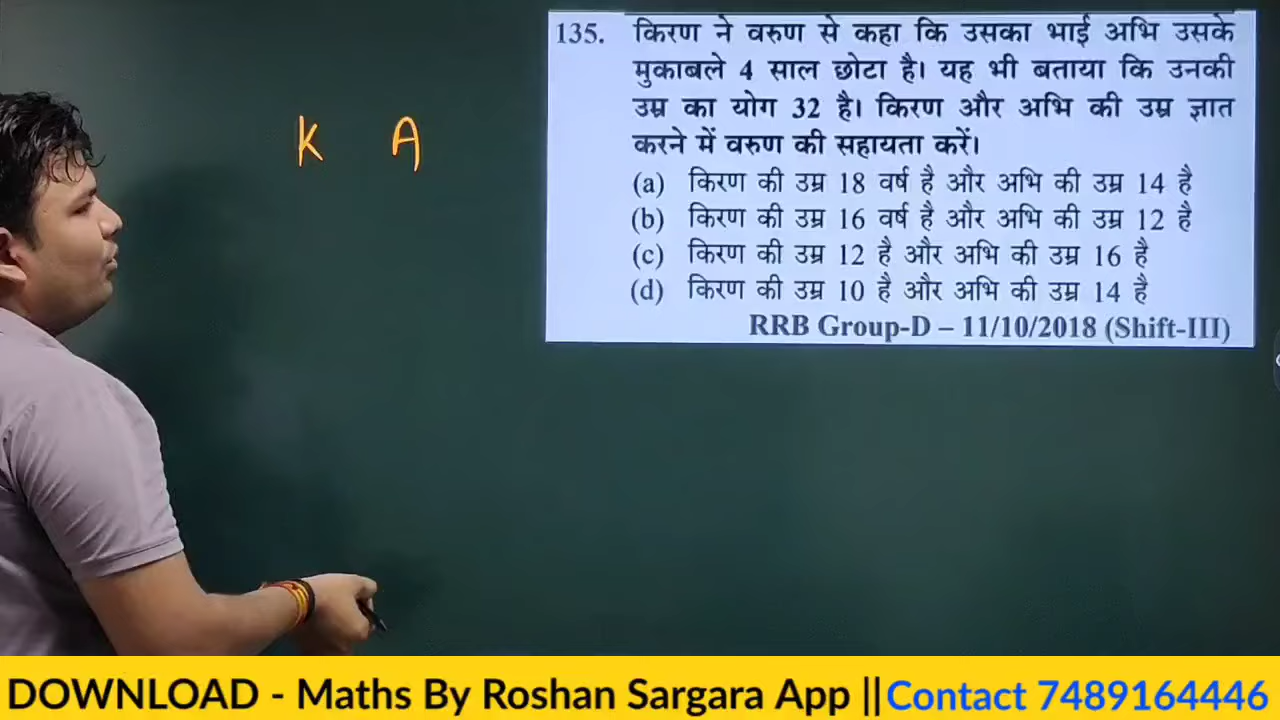 K A
135. किरण ने वरुण से कहा कि उसका भाई अभि उसके
मुकाबले 4 साल छोटा है। यह भी बताया कि उनकी
उम्र का योग 32 है। किरण और अभि की उम्र ज्ञात
करने में वरुण की सहायता करें।
(a) किरण की उम्र 18 वर्ष है और अभि की उम्र 14 है
(b) किरण की उम्र 16 वर्ष है और अभि की उम्र 12 है
(c) किरण की उम्र 12 है और अभि की उम्र 16 है
(d) किरण की उम्र 10 है और अभि की उम्र 14 है
RRB Group-D – 11/10/2018 (Shift-III)
DOWNLOAD - Maths By Roshan Sargara App ||Contact 7489164446